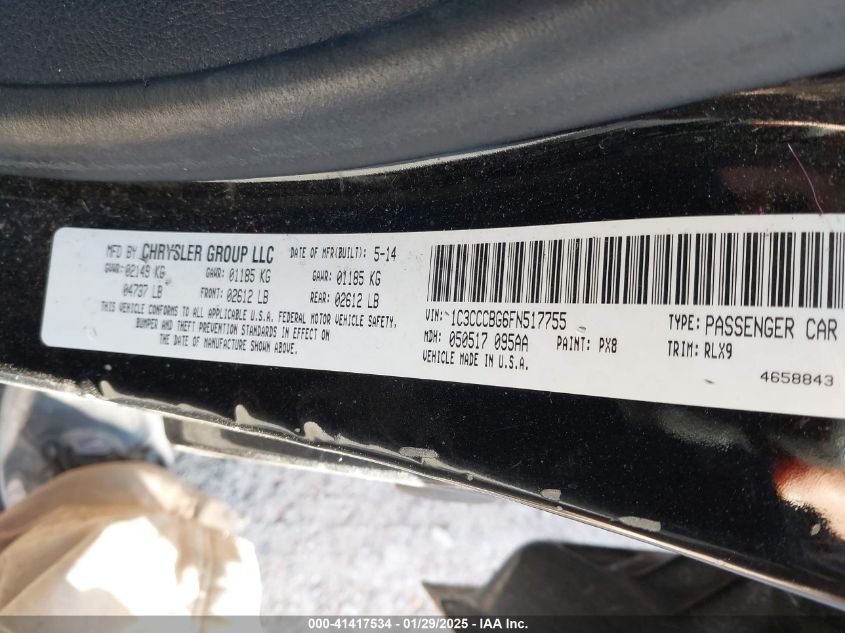 MFD BY CHRYSLER GROUP LLC DATE OF MFR(BUILT): 5-14
GVWR: 02149 KG GAWR: 01185 KG GAWR: 01185 KG
04737 LB FRONT: 02612 LB REAR: 02612 LB
THIS VEHICLE CONFORMS TO ALL APPLICABLE U.S.A. FEDERAL MOTOR VEHICLE SAFETY,
BUMPER AND THEFT PREVENTION STANDARDS IN EFFECT ON
THE DATE OF MANUFACTURE SHOWN ABOVE.
VIN: 1C3CCCBG6FN517755 TYPE: PASSENGER CAR
MDH: 050517 095AA PAINT: PX8 TRIM: RLX9
VEHICLE MADE IN U.S.A.
4658843
000-41417534 - 01/29/2025 - IAA Inc.